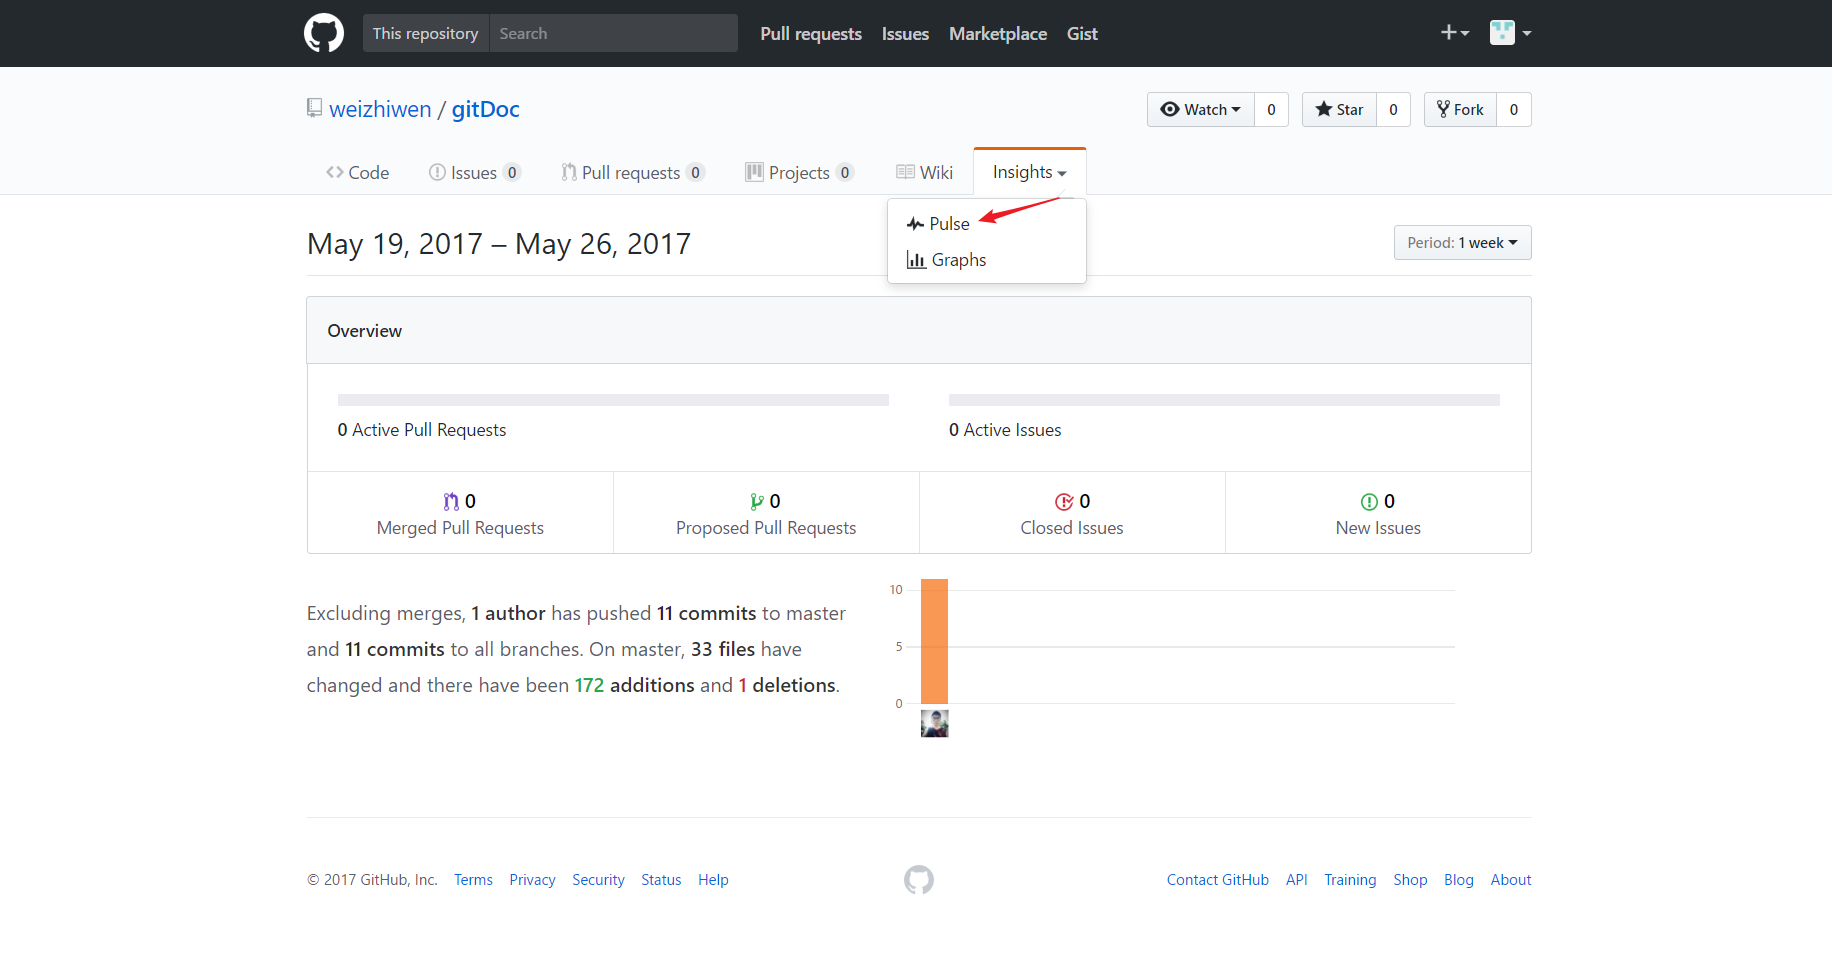 This repository Search Pull requests Issues Marketplace Gist
weizhiwen / gitDoc Watch 0 Star 0 Fork 0
Code Issues 0 Pull requests 0 Projects 0 Wiki Insights
Pulse
Graphs
May 19, 2017 – May 26, 2017 Period: 1 week
Overview
0 Active Pull Requests 0 Active Issues
0 0 0 0
Merged Pull Requests Proposed Pull Requests Closed Issues New Issues
Excluding merges, 1 author has pushed 11 commits to master
and 11 commits to all branches. On master, 33 files have
changed and there have been 172 additions and 1 deletions.
10
5
0
© 2017 GitHub, Inc. Terms Privacy Security Status Help Contact GitHub API Training Shop Blog About